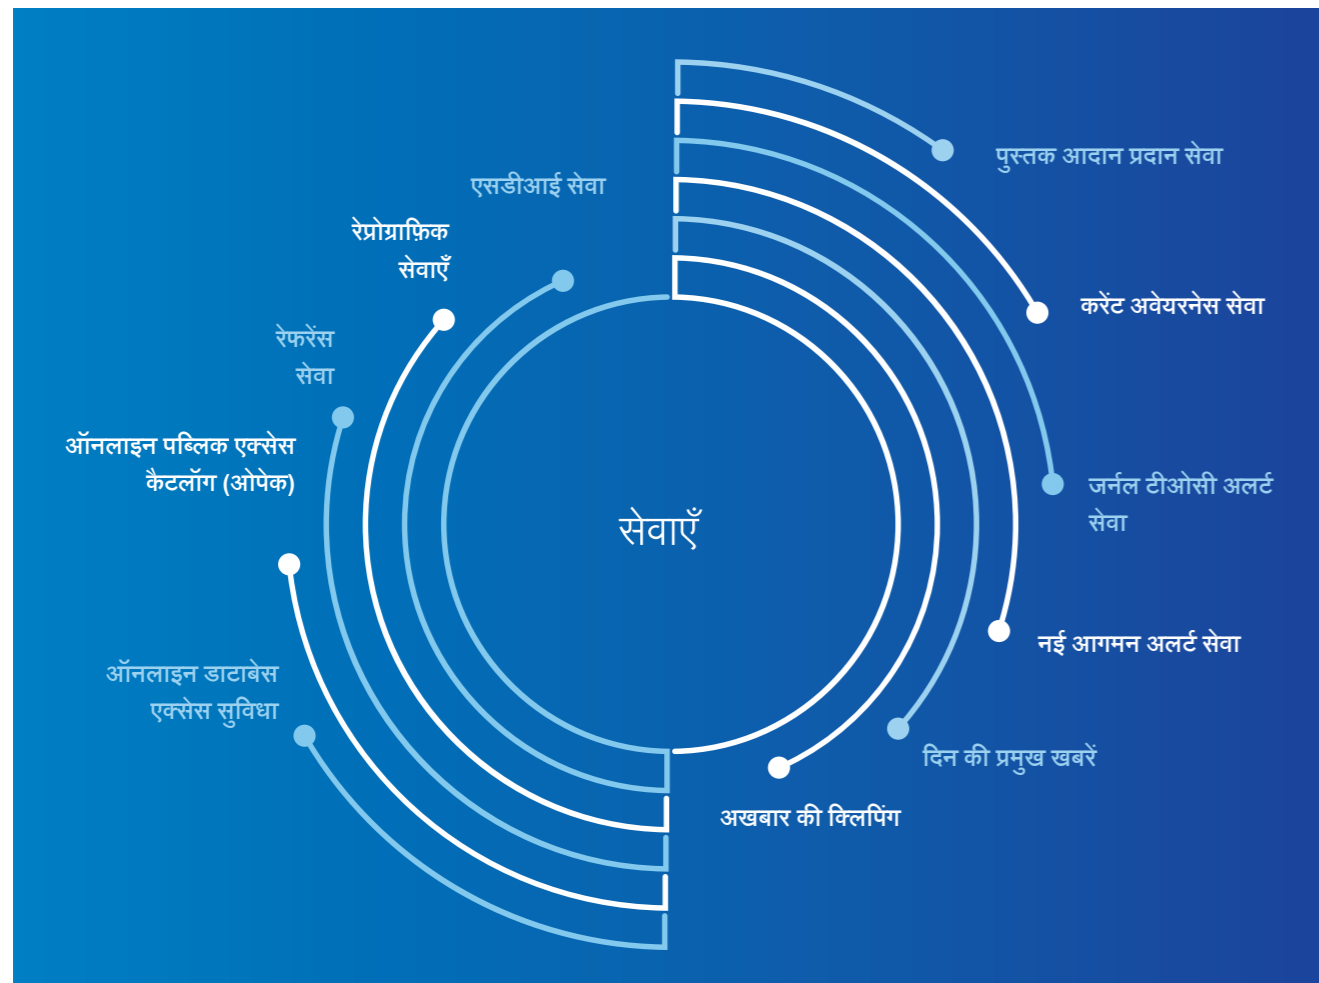 सेवाएँ
पुस्तक आदान प्रदान सेवा
करेंट अवेयरनेस सेवा
जर्नल टीओसी अलर्ट
सेवा
नई आगमन अलर्ट सेवा
दिन की प्रमुख खबरें
अखबार की क्लिपिंग
एसडीआई सेवा
रेप्रोग्राफ़िक
सेवाएँ
रेफरेंस
सेवा
ऑनलाइन पब्लिक एक्सेस
कैटलॉग (ओपेक)
ऑनलाइन डाटाबेस
एक्सेस सुविधा